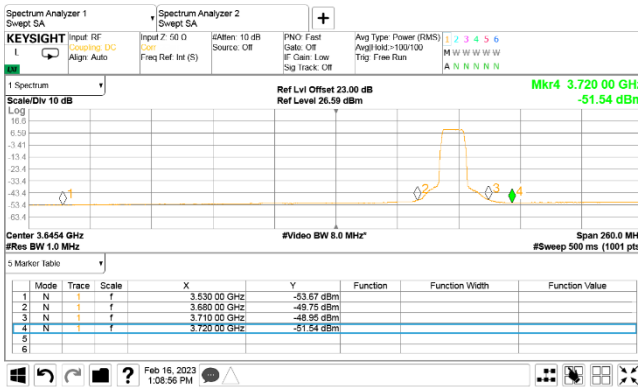 Spectrum Analyzer 1
Swept SA
Spectrum Analyzer 2
Swept SA
+
KEYSIGHT
L
Input: RF
Coupling: DC
Align: Auto
Input Z: 50 Ω
Corr
Freq Ref: Int (S)
#Atten: 10 dB
Source: Off
PNO: Fast
Gate: Off
IF Gain: Low
Sig Track: Off
Avg Type: Power (RMS)
Avg|Hold:>100/100
Trig: Free Run
1 2 3 4 5 6
M W W W W W
A N N N N N
1 Spectrum
Scale/Div 10 dB
Ref Lvl Offset 23.00 dB
Ref Level 26.59 dBm
Mkr4 3.720 00 GHz
-51.54 dBm
Log
16.6
6.59
-3.41
-13.4
-23.4
-33.4
-43.4
-53.4
-63.4
1
2
3
4
Center 3.6454 GHz
#Res BW 1.0 MHz
#Video BW 8.0 MHz*
Span 260.0 MH
#Sweep 500 ms (1001 pts
5 Marker Table
Mode Trace Scale X Y Function Function Width Function Value
1 N 1 f 3.530 00 GHz -53.67 dBm
2 N 1 f 3.680 00 GHz -49.75 dBm
3 N 1 f 3.710 00 GHz -48.95 dBm
4 N 1 f 3.720 00 GHz -51.54 dBm
5
6
?
Feb 16, 2023
1:08:56 PM